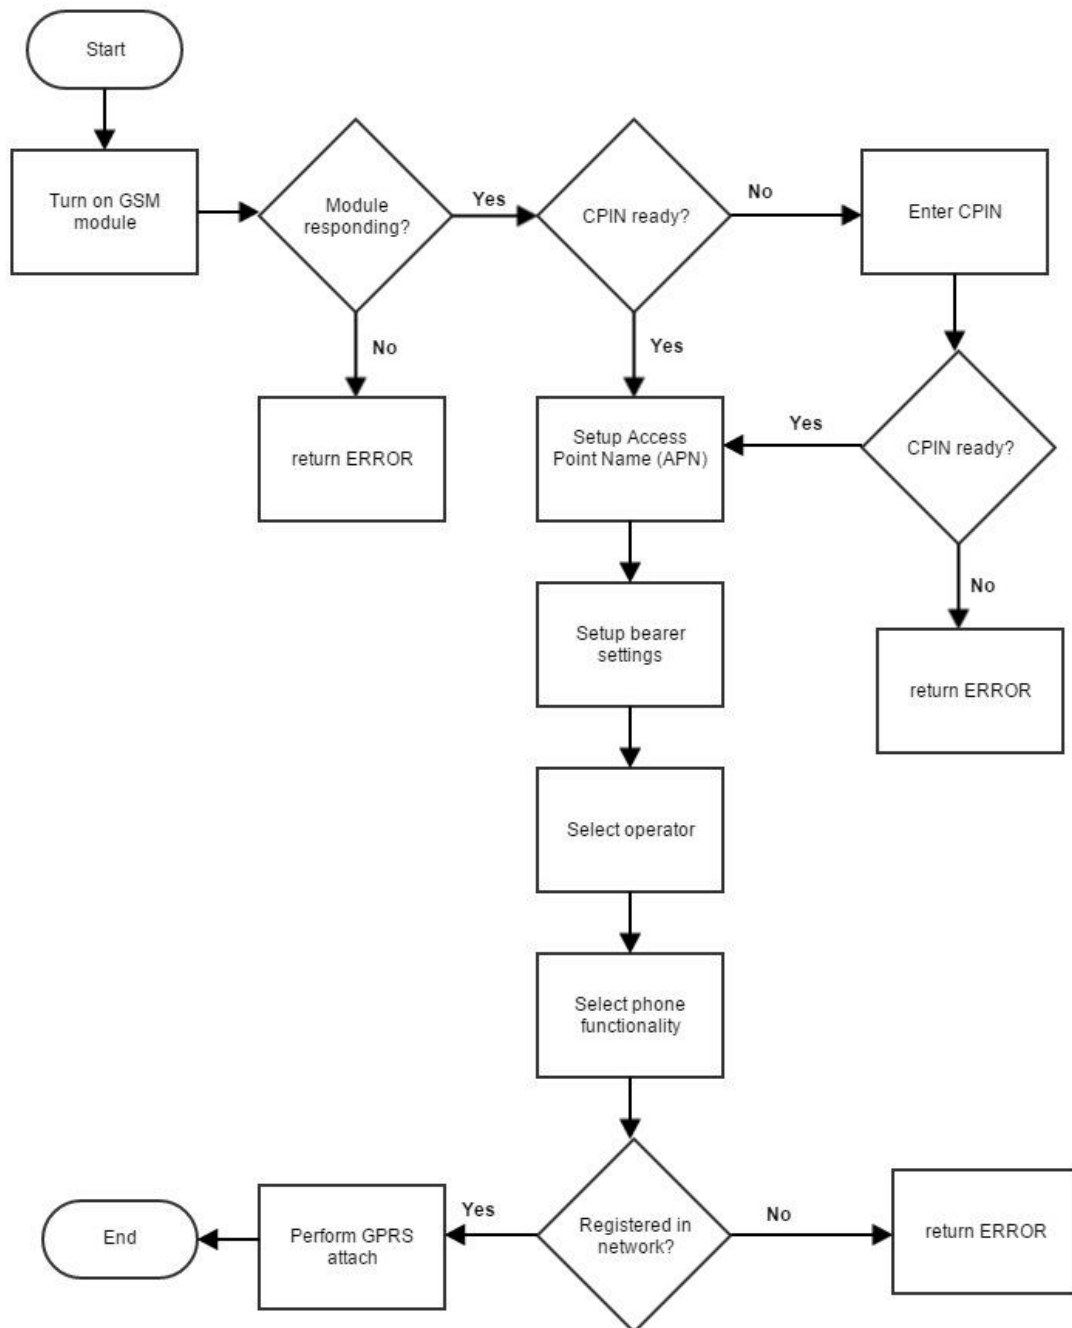 Start
Turn on GSM
module
Module
responding?
Yes
CPIN ready?
No
Enter CPIN
No
Yes
return ERROR
Setup Access
Point Name (APN)
Yes
CPIN ready?
No
Setup bearer
settings
return ERROR
Select operator
Select phone
functionality
End
Perform GPRS
attach
Yes
Registered in
network?
No
return ERROR